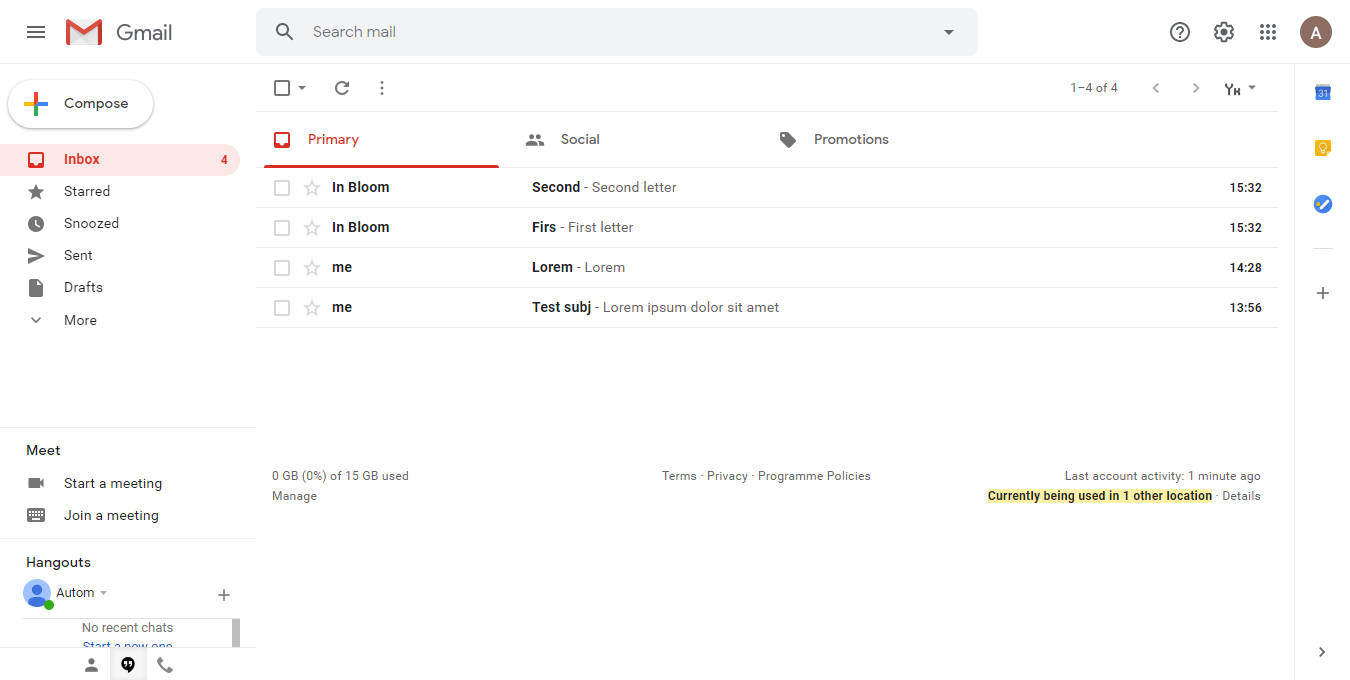 Gmail
Search mail
A
Compose
1–4 of 4
31
Primary
Social
Promotions
Inbox 4
Starred
Snoozed
Sent
Drafts
More
In Bloom Second - Second letter 15:32
In Bloom Firs - First letter 15:32
me Lorem - Lorem 14:28
me Test subj - Lorem ipsum dolor sit amet 13:56
Meet
Start a meeting
Join a meeting
Hangouts
Autom
No recent chats
Start a new one
0 GB (0%) of 15 GB used
Manage
Terms · Privacy · Programme Policies
Last account activity: 1 minute ago
Currently being used in 1 other location · Details